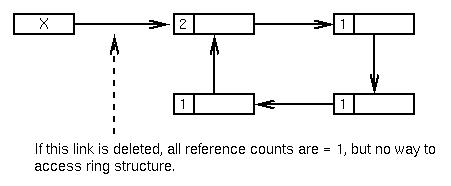 X 2 1
1 1
If this link is deleted, all reference counts are = 1, but no way to
access ring structure.